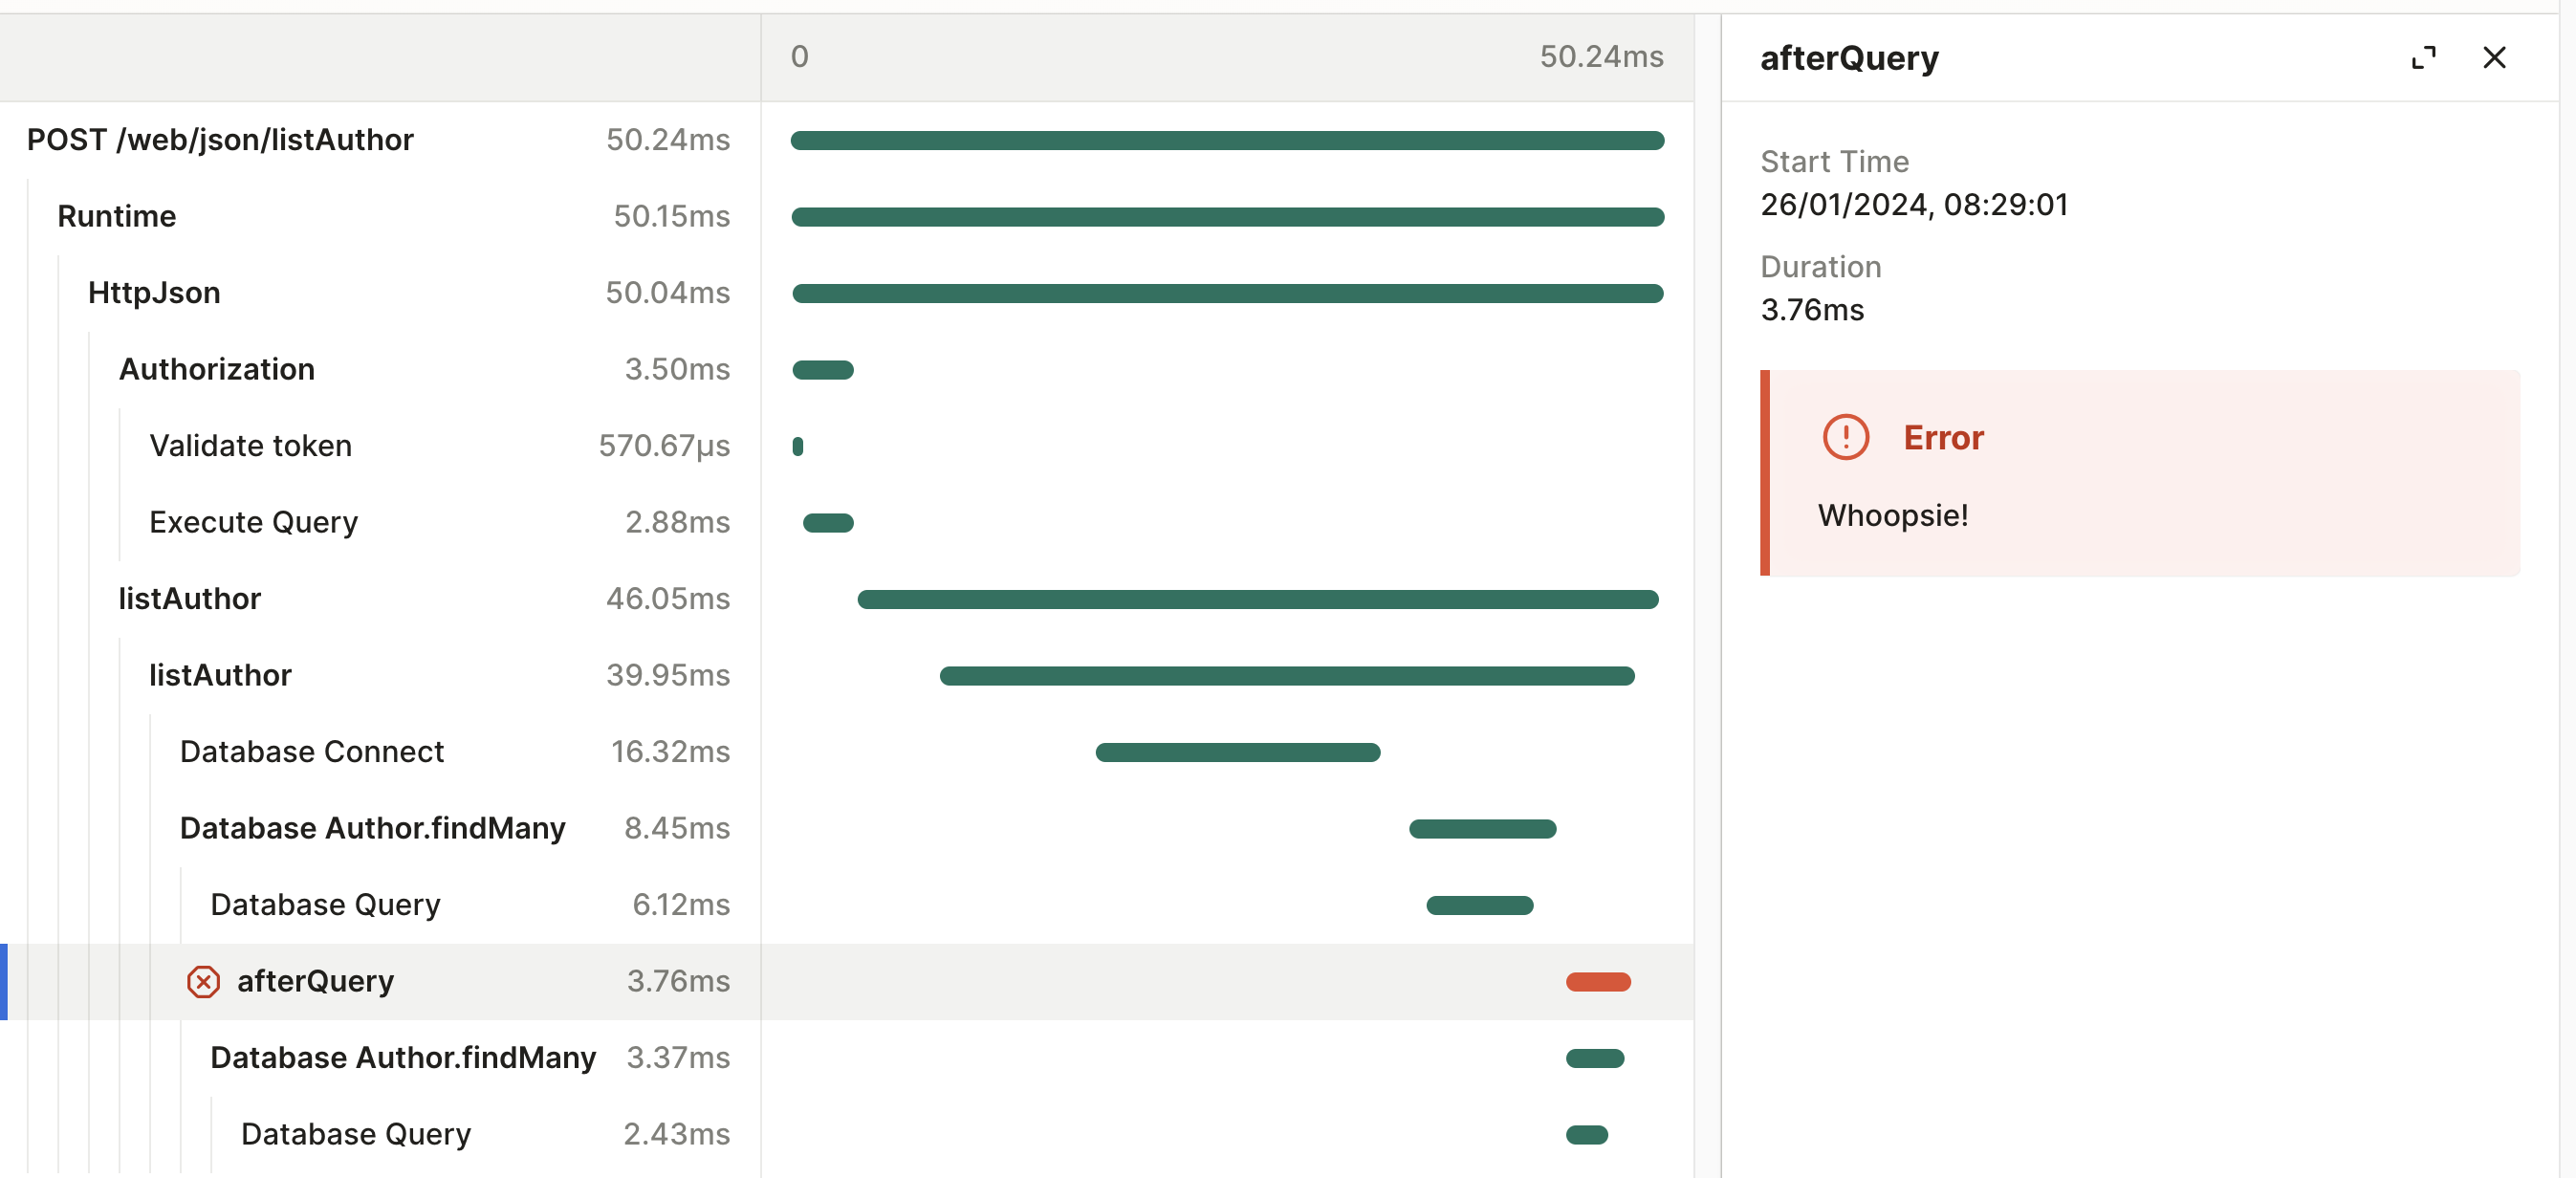 0 50.24ms
POST /web/json/listAuthor 50.24ms
Runtime 50.15ms
HttpJson 50.04ms
Authorization 3.50ms
Validate token 570.67µs
Execute Query 2.88ms
listAuthor 46.05ms
listAuthor 39.95ms
Database Connect 16.32ms
Database Author.findMany 8.45ms
Database Query 6.12ms
afterQuery 3.76ms
Database Author.findMany 3.37ms
Database Query 2.43ms
afterQuery
Start Time
26/01/2024, 08:29:01
Duration
3.76ms
Error
Whoopsie!